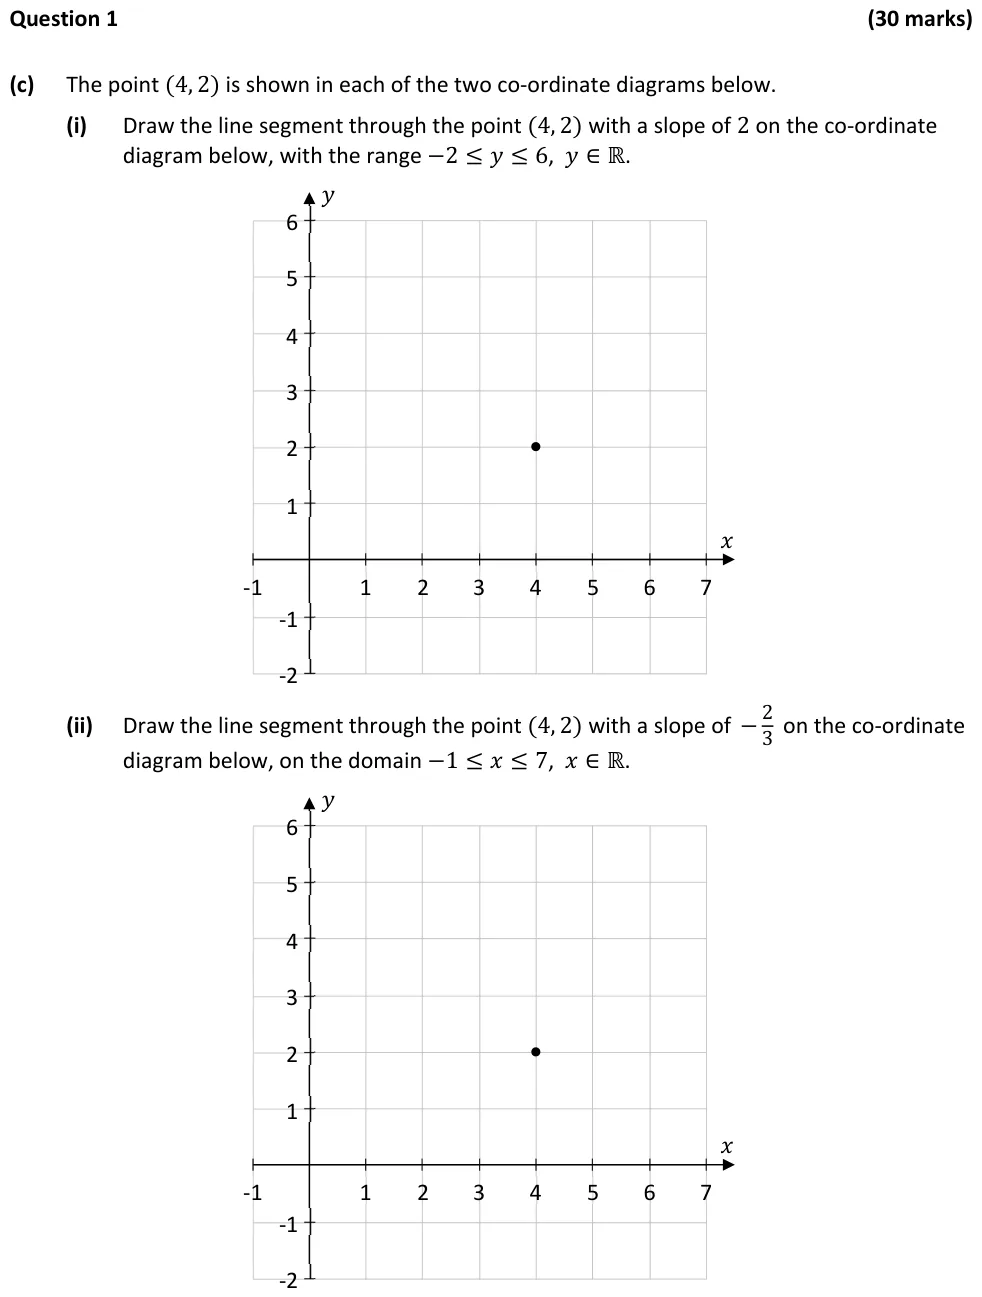 Question 1 (30 marks)
(c) The point (4, 2) is shown in each of the two co-ordinate diagrams below.
(i) Draw the line segment through the point (4, 2) with a slope of 2 on the co-ordinate
diagram below, with the range −2 ≤ y ≤ 6, y ∈ ℝ.
y
6
5
4
3
2
1
x
-1 1 2 3 4 5 6 7
-1
-2
(ii) Draw the line segment through the point (4, 2) with a slope of −2/3 on the co-ordinate
diagram below, on the domain −1 ≤ x ≤ 7, x ∈ ℝ.
y
6
5
4
3
2
1
x
-1 1 2 3 4 5 6 7
-1
-2